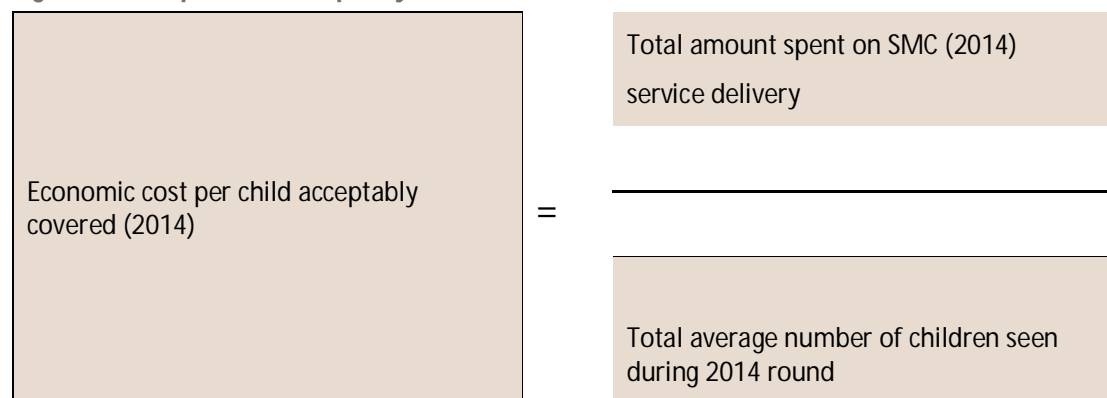 Total amount spent on SMC (2014)
service delivery
Economic cost per child acceptably
covered (2014)
=
Total average number of children seen
during 2014 round